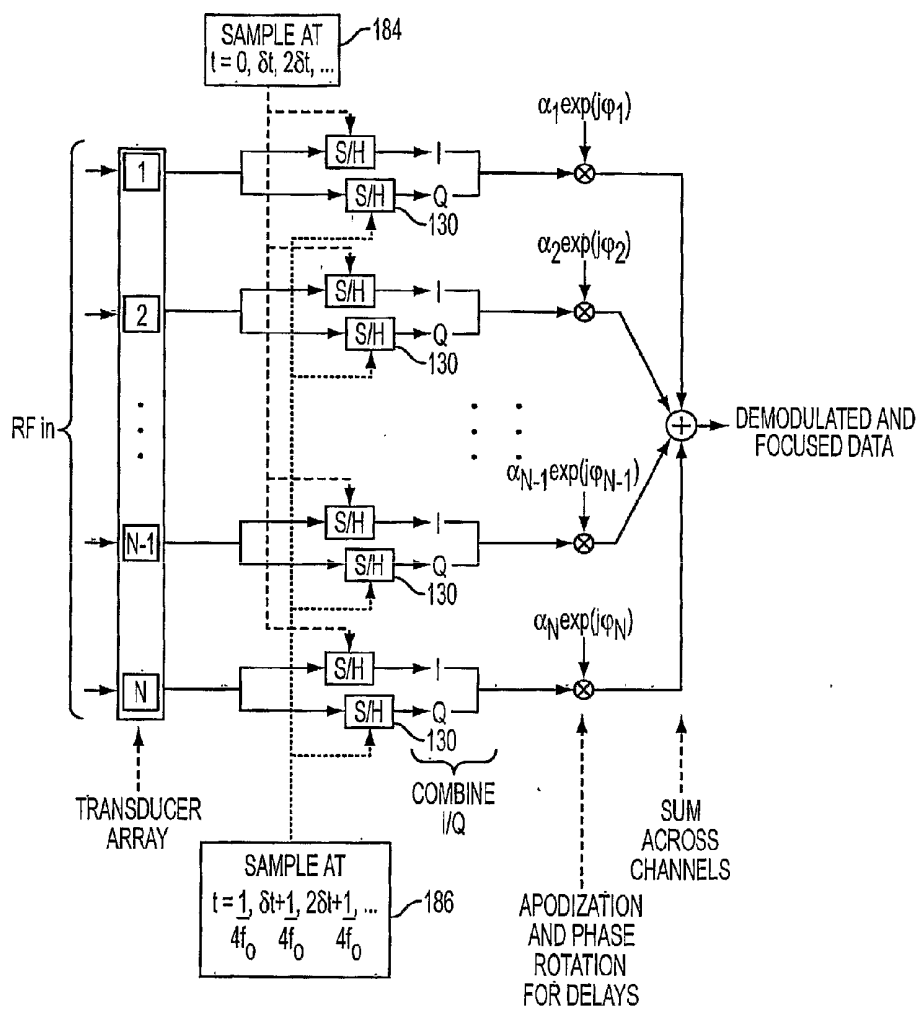 SAMPLE AT
t = 0, δt, 2δt, ...
184
RF in
1
S/H
I
S/H
Q
130
α1exp(jφ1)
2
S/H
I
S/H
Q
130
α2exp(jφ2)
N-1
S/H
I
S/H
Q
130
αN-1exp(jφN-1)
N
S/H
I
S/H
Q
130
αNexp(jφN)
+
DEMODULATED AND
FOCUSED DATA
TRANSDUCER
ARRAY
COMBINE
I/Q
SAMPLE AT
t = 1, δt+1, 2δt+1, ...
4f0 4f0 4f0
186
APODIZATION
AND PHASE
ROTATION
FOR DELAYS
SUM
ACROSS
CHANNELS